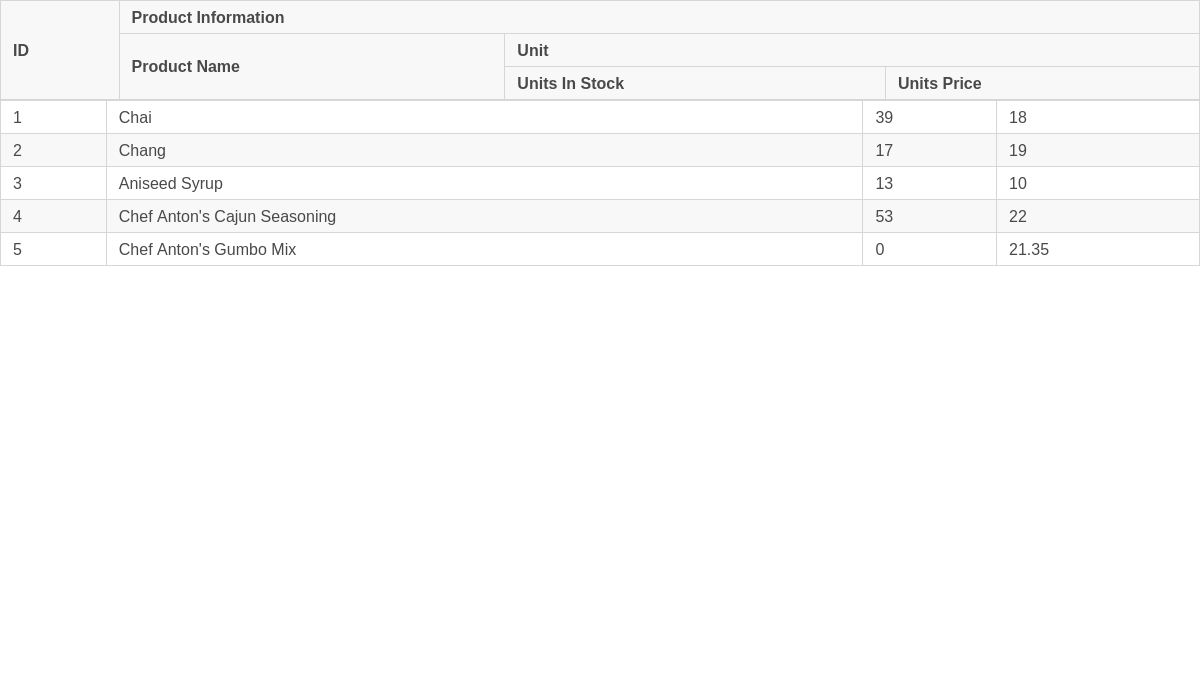 ID
Product Information
Product Name
Unit
Units In Stock
Units Price
1 Chai 39 18
2 Chang 17 19
3 Aniseed Syrup 13 10
4 Chef Anton's Cajun Seasoning 53 22
5 Chef Anton's Gumbo Mix 0 21.35